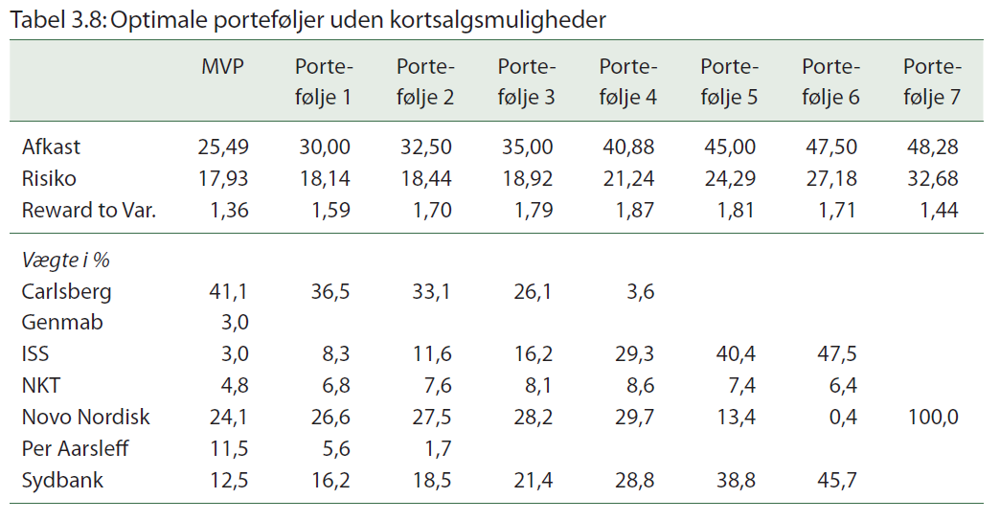 Tabel 3.8: Optimale porteføljer uden kortsalgsmuligheder
MVP Porte- Porte- Porte- Porte- Porte- Porte- Porte-
følje 1 følje 2 følje 3 følje 4 følje 5 følje 6 følje 7
Afkast 25,49 30,00 32,50 35,00 40,88 45,00 47,50 48,28
Risiko 17,93 18,14 18,44 18,92 21,24 24,29 27,18 32,68
Reward to Var. 1,36 1,59 1,70 1,79 1,87 1,81 1,71 1,44
Vægte i %
Carlsberg 41,1 36,5 33,1 26,1 3,6
Genmab 3,0
ISS 3,0 8,3 11,6 16,2 29,3 40,4 47,5
NKT 4,8 6,8 7,6 8,1 8,6 7,4 6,4
Novo Nordisk 24,1 26,6 27,5 28,2 29,7 13,4 0,4 100,0
Per Aarsleff 11,5 5,6 1,7
Sydbank 12,5 16,2 18,5 21,4 28,8 38,8 45,7